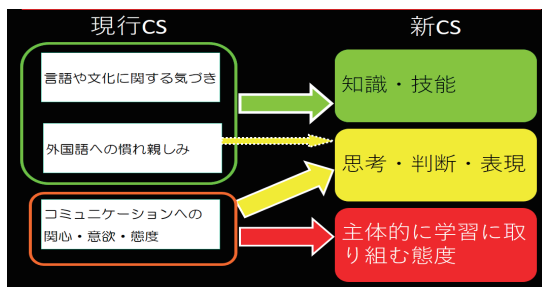 現行CS
新CS
言語や文化に関する気づき
外国語への慣れ親しみ
コミュニケーションへの
関心・意欲・態度
知識・技能
思考・判断・表現
主体的に学習に取
り組む態度